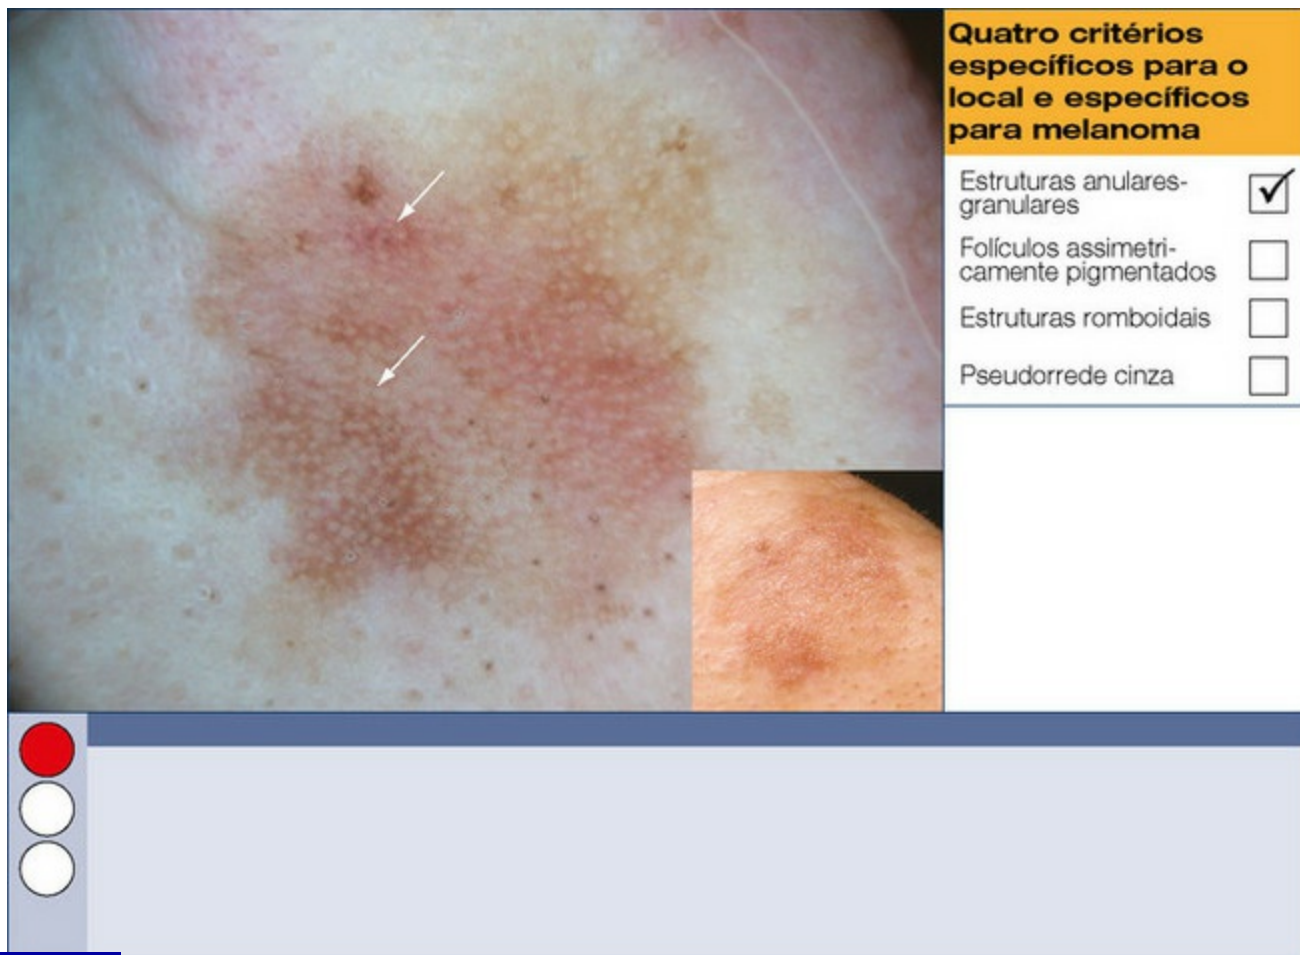 Quatro critérios
específicos para o
local e específicos
para melanoma
Estruturas anulares-
granulares
Folículos assimetri-
camente pigmentados
Estruturas romboidais
Pseudorrede cinza